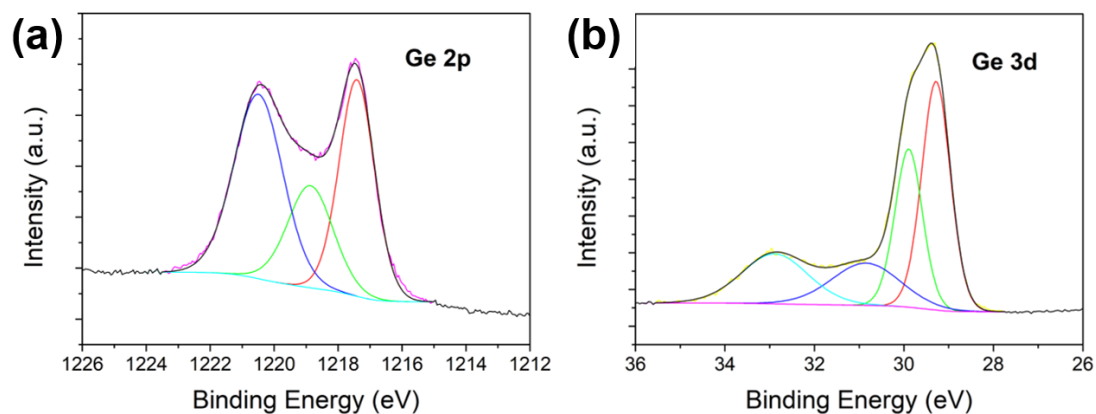 (a)
Ge 2p
Intensity (a.u.)
1226 1224 1222 1220 1218 1216 1214 1212
Binding Energy (eV)
(b)
Ge 3d
Intensity (a.u.)
36 34 32 30 28 26
Binding Energy (eV)